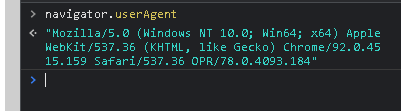 navigator.userAgent
"Mozilla/5.0 (Windows NT 10.0; Win64; x64) Apple
WebKit/537.36 (KHTML, like Gecko) Chrome/92.0.45
15.159 Safari/537.36 OPR/78.0.4093.184"